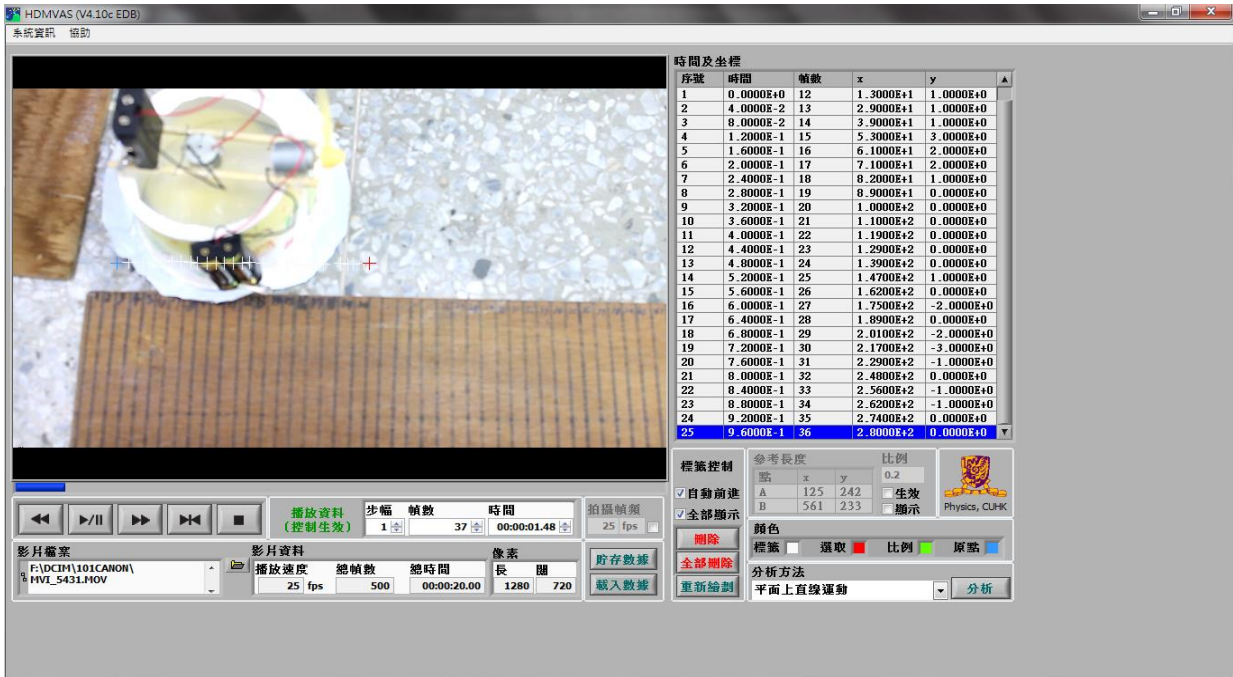 HDMVAS (V4.10c EDB)
系統資訊 協助
時間及坐標
序號 時間 幀數 x y
1 0.0000E+0 12 1.3000E+1 1.0000E+0
2 4.0000E-2 13 2.9000E+1 1.0000E+0
3 8.0000E-2 14 3.9000E+1 1.0000E+0
4 1.2000E-1 15 5.3000E+1 3.0000E+0
5 1.6000E-1 16 6.1000E+1 2.0000E+0
6 2.0000E-1 17 7.1000E+1 2.0000E+0
7 2.4000E-1 18 8.2000E+1 1.0000E+0
8 2.8000E-1 19 8.9000E+1 0.0000E+0
9 3.2000E-1 20 1.0000E+2 0.0000E+0
10 3.6000E-1 21 1.1000E+2 0.0000E+0
11 4.0000E-1 22 1.1900E+2 0.0000E+0
12 4.4000E-1 23 1.2900E+2 0.0000E+0
13 4.8000E-1 24 1.3900E+2 0.0000E+0
14 5.2000E-1 25 1.4700E+2 1.0000E+0
15 5.6000E-1 26 1.6200E+2 0.0000E+0
16 6.0000E-1 27 1.7500E+2 -2.0000E+0
17 6.4000E-1 28 1.8900E+2 0.0000E+0
18 6.8000E-1 29 2.0100E+2 -2.0000E+0
19 7.2000E-1 30 2.1700E+2 -3.0000E+0
20 7.6000E-1 31 2.2900E+2 -1.0000E+0
21 8.0000E-1 32 2.4800E+2 0.0000E+0
22 8.4000E-1 33 2.5600E+2 -1.0000E+0
23 8.8000E-1 34 2.6200E+2 -1.0000E+0
24 9.2000E-1 35 2.7400E+2 0.0000E+0
25 9.6000E-1 36 2.8000E+2 0.0000E+0
標籤控制
自動前進
全部顯示
刪除
全部刪除
重新繪劃
參考長度 比例
點 x y 0.2
A 125 242 生效
B 561 233 顯示
Physics, CUHK
顏色
標籤 選取 比例 原點
分析方法
平面上直線運動 分析
播放資料
(控制生效)
步幅 幀數 時間
1 37 00:00:01.48
拍攝幀頻
25 fps
影片檔案
F:\DCIM\101CANON\
MVI_5431.MOV
影片資料 像素
播放速度 總幀數 總時間 長 闊
25 fps 500 00:00:20.00 1280 720
貯存數據
載入數據